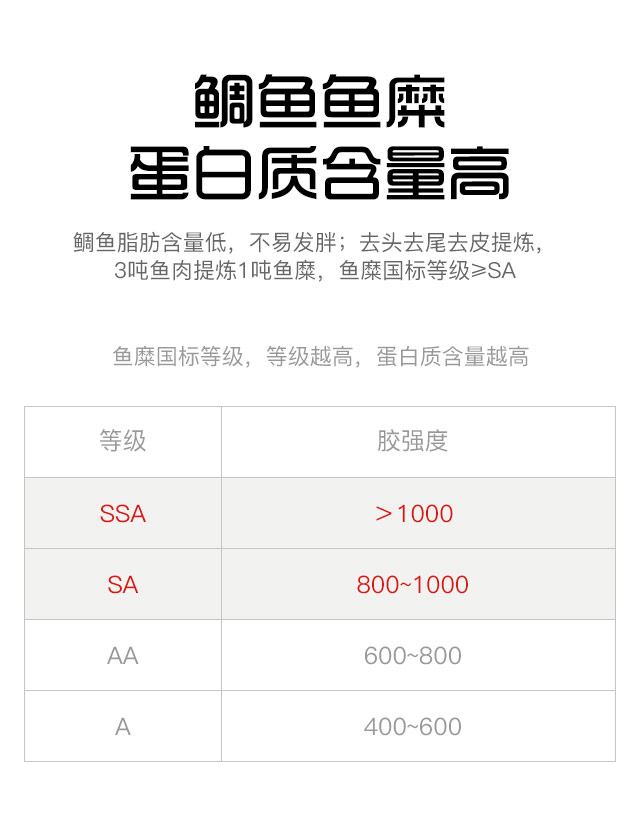 鲷鱼鱼糜
蛋白质含量高
鲷鱼脂肪含量低，不易发胖；去头去尾去皮提炼，
3吨鱼肉提炼1吨鱼糜，鱼糜国标等级≥SA
鱼糜国标等级，等级越高，蛋白质含量越高
等级 胶强度
SSA ＞1000
SA 800~1000
AA 600~800
A 400~600